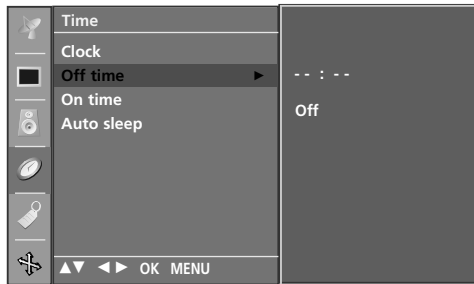 Time
Clock
Off time ►
On time
Auto sleep
- - : - -
Off
▲▼ ◄► OK MENU